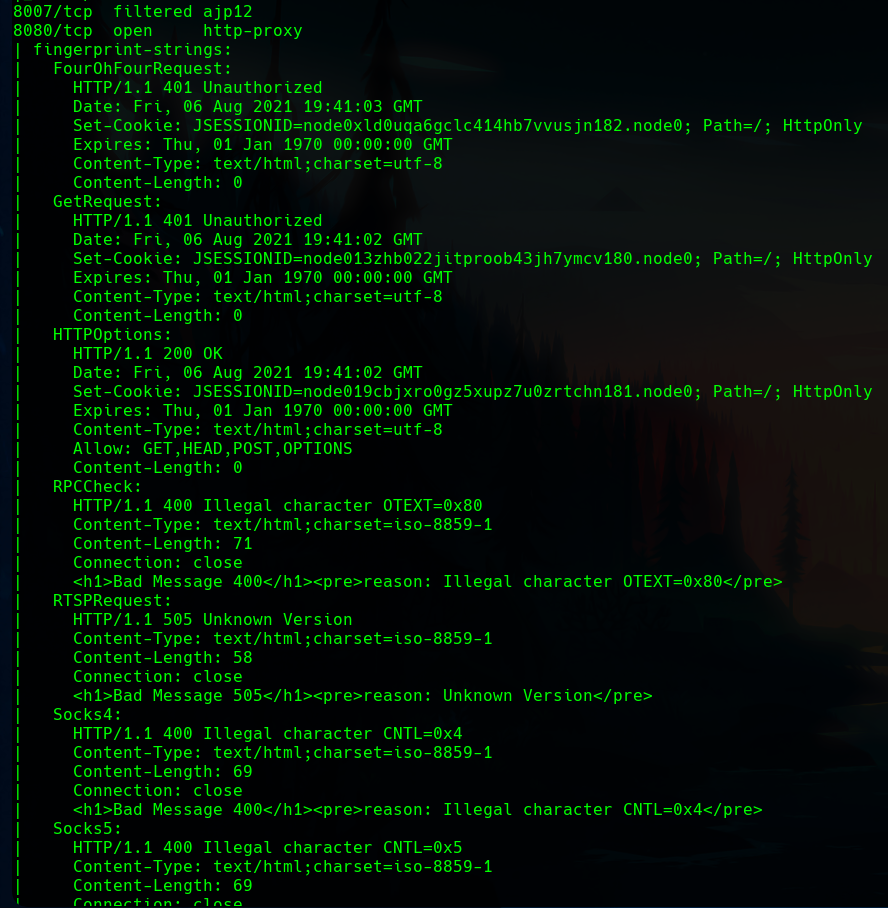 8007/tcp  filtered ajp12
8080/tcp  open     http-proxy
| fingerprint-strings:
|   FourOhFourRequest:
|     HTTP/1.1 401 Unauthorized
|     Date: Fri, 06 Aug 2021 19:41:03 GMT
|     Set-Cookie: JSESSIONID=node0xld0uqa6gclc414hb7vvusjn182.node0; Path=/; HttpOnly
|     Expires: Thu, 01 Jan 1970 00:00:00 GMT
|     Content-Type: text/html;charset=utf-8
|     Content-Length: 0
|   GetRequest:
|     HTTP/1.1 401 Unauthorized
|     Date: Fri, 06 Aug 2021 19:41:02 GMT
|     Set-Cookie: JSESSIONID=node013zhb022jitproob43jh7ymcv180.node0; Path=/; HttpOnly
|     Expires: Thu, 01 Jan 1970 00:00:00 GMT
|     Content-Type: text/html;charset=utf-8
|     Content-Length: 0
|   HTTPOptions:
|     HTTP/1.1 200 OK
|     Date: Fri, 06 Aug 2021 19:41:02 GMT
|     Set-Cookie: JSESSIONID=node019cbjxro0gz5xupz7u0zrtchn181.node0; Path=/; HttpOnly
|     Expires: Thu, 01 Jan 1970 00:00:00 GMT
|     Content-Type: text/html;charset=utf-8
|     Allow: GET,HEAD,POST,OPTIONS
|     Content-Length: 0
|   RPCCheck:
|     HTTP/1.1 400 Illegal character OTEXT=0x80
|     Content-Type: text/html;charset=iso-8859-1
|     Content-Length: 71
|     Connection: close
|     <h1>Bad Message 400</h1><pre>reason: Illegal character OTEXT=0x80</pre>
|   RTSPRequest:
|     HTTP/1.1 505 Unknown Version
|     Content-Type: text/html;charset=iso-8859-1
|     Content-Length: 58
|     Connection: close
|     <h1>Bad Message 505</h1><pre>reason: Unknown Version</pre>
|   Socks4:
|     HTTP/1.1 400 Illegal character CNTL=0x4
|     Content-Type: text/html;charset=iso-8859-1
|     Content-Length: 69
|     Connection: close
|     <h1>Bad Message 400</h1><pre>reason: Illegal character CNTL=0x4</pre>
|   Socks5:
|     HTTP/1.1 400 Illegal character CNTL=0x5
|     Content-Type: text/html;charset=iso-8859-1
|     Content-Length: 69
|     Connection: close